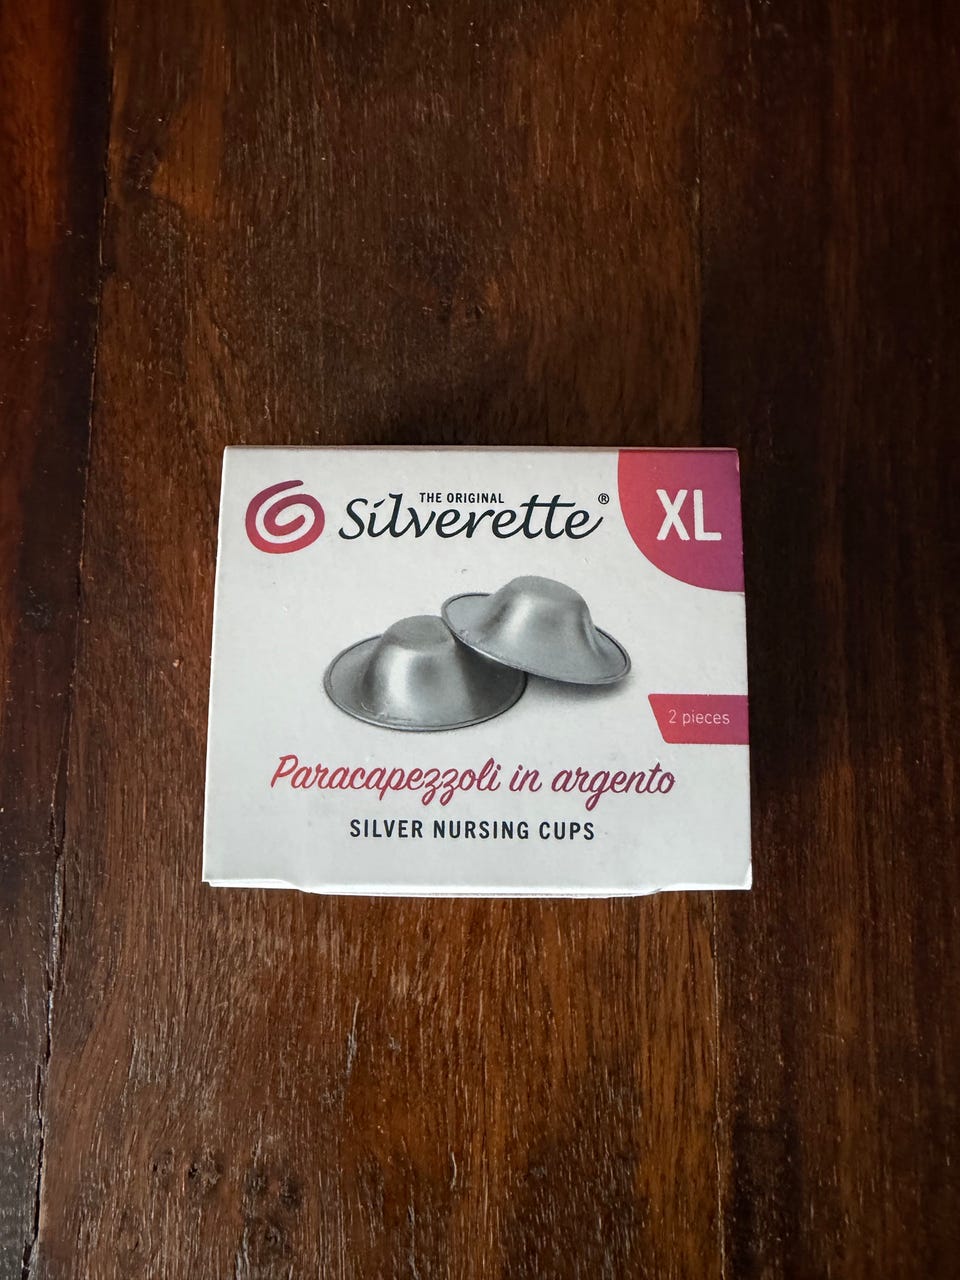 THE ORIGINAL
Silverette®
XL
2 pieces
Paracapezzoli in argento
SILVER NURSING CUPS